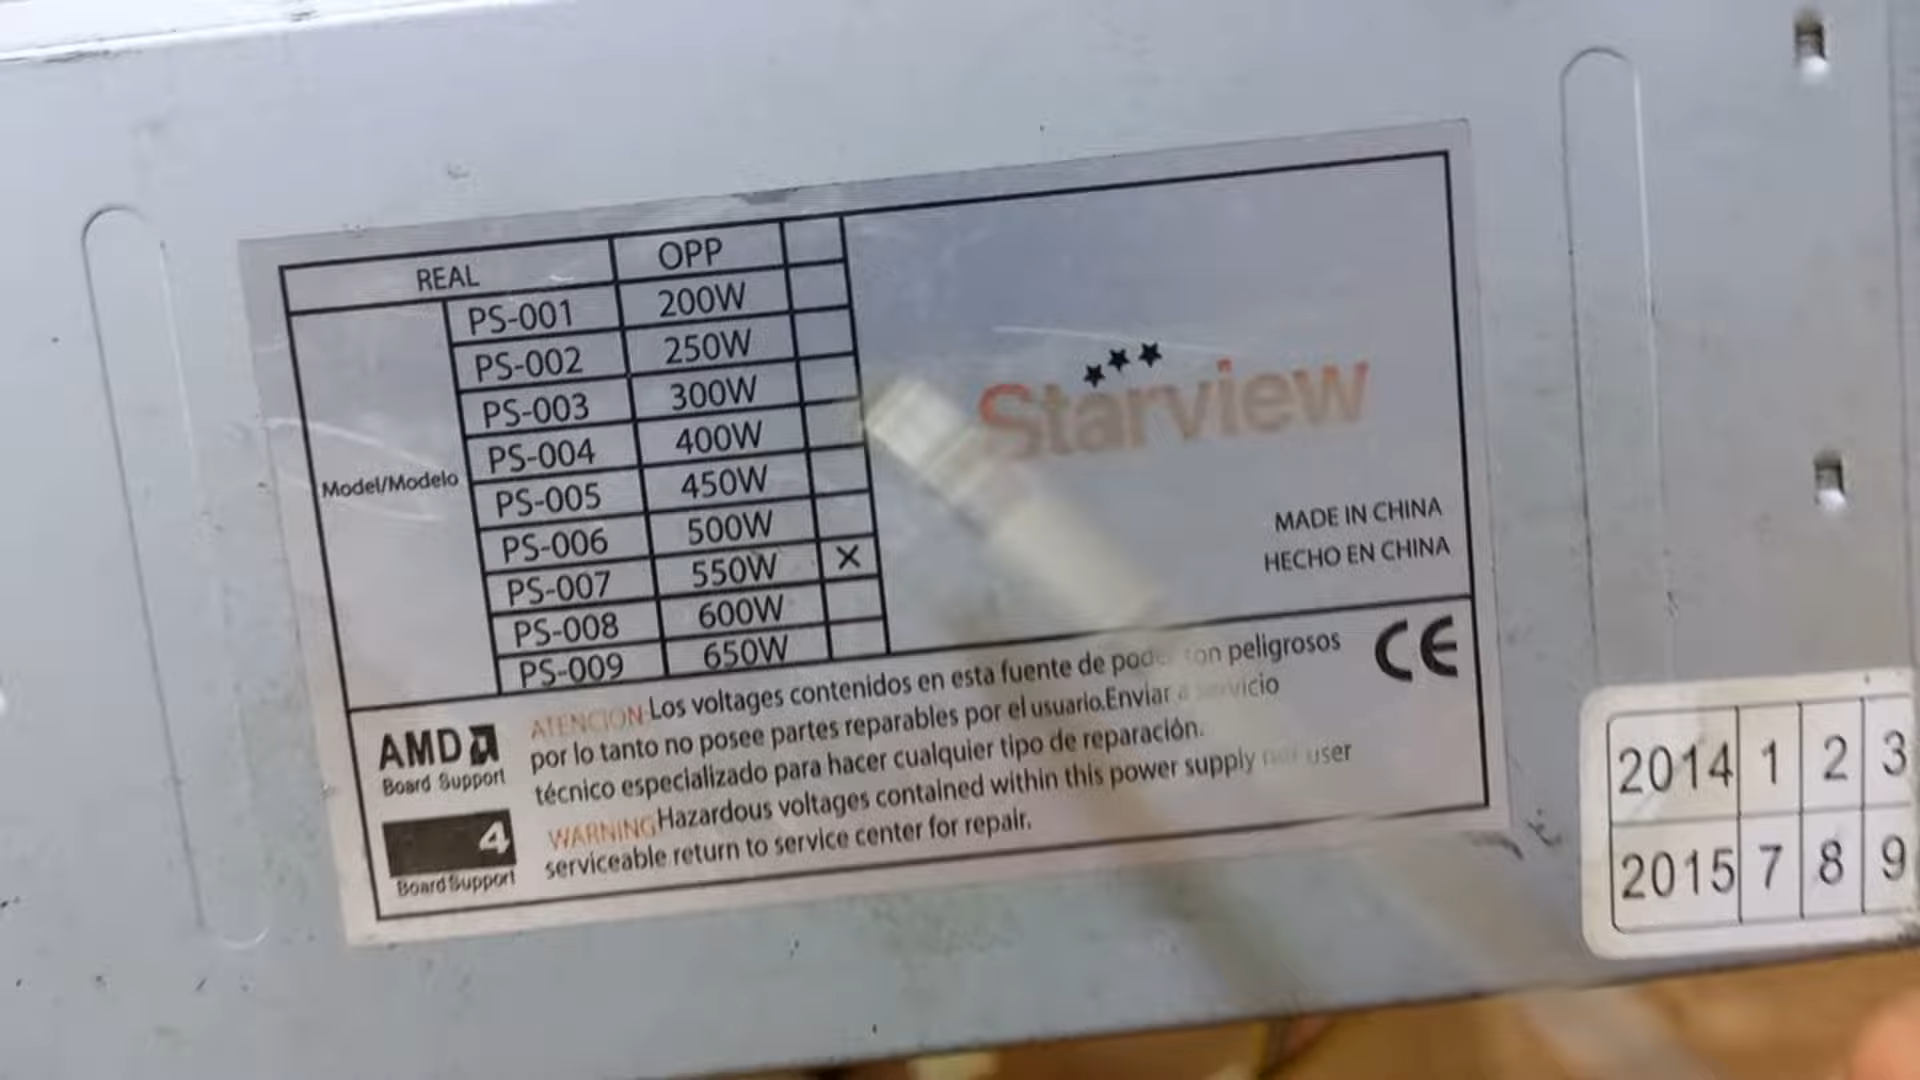 REAL OPP
Model/Modelo
PS-001 200W
PS-002 250W
PS-003 300W
PS-004 400W
PS-005 450W
PS-006 500W
PS-007 550W X
PS-008 600W
PS-009 650W
Starview
MADE IN CHINA
HECHO EN CHINA
CE
AMD
Board Support
4
Board Support
ATENCION:Los voltages contenidos en esta fuente de peligrosos
por lo tanto no posee partes reparables por el usuario.Enviar a servicio
técnico especializado para hacer cualquier tipo de reparación.
WARNING:Hazardous voltages contained within this power supply not user
serviceable return to service center for repair.
2014 1 2 3
2015 7 8 9